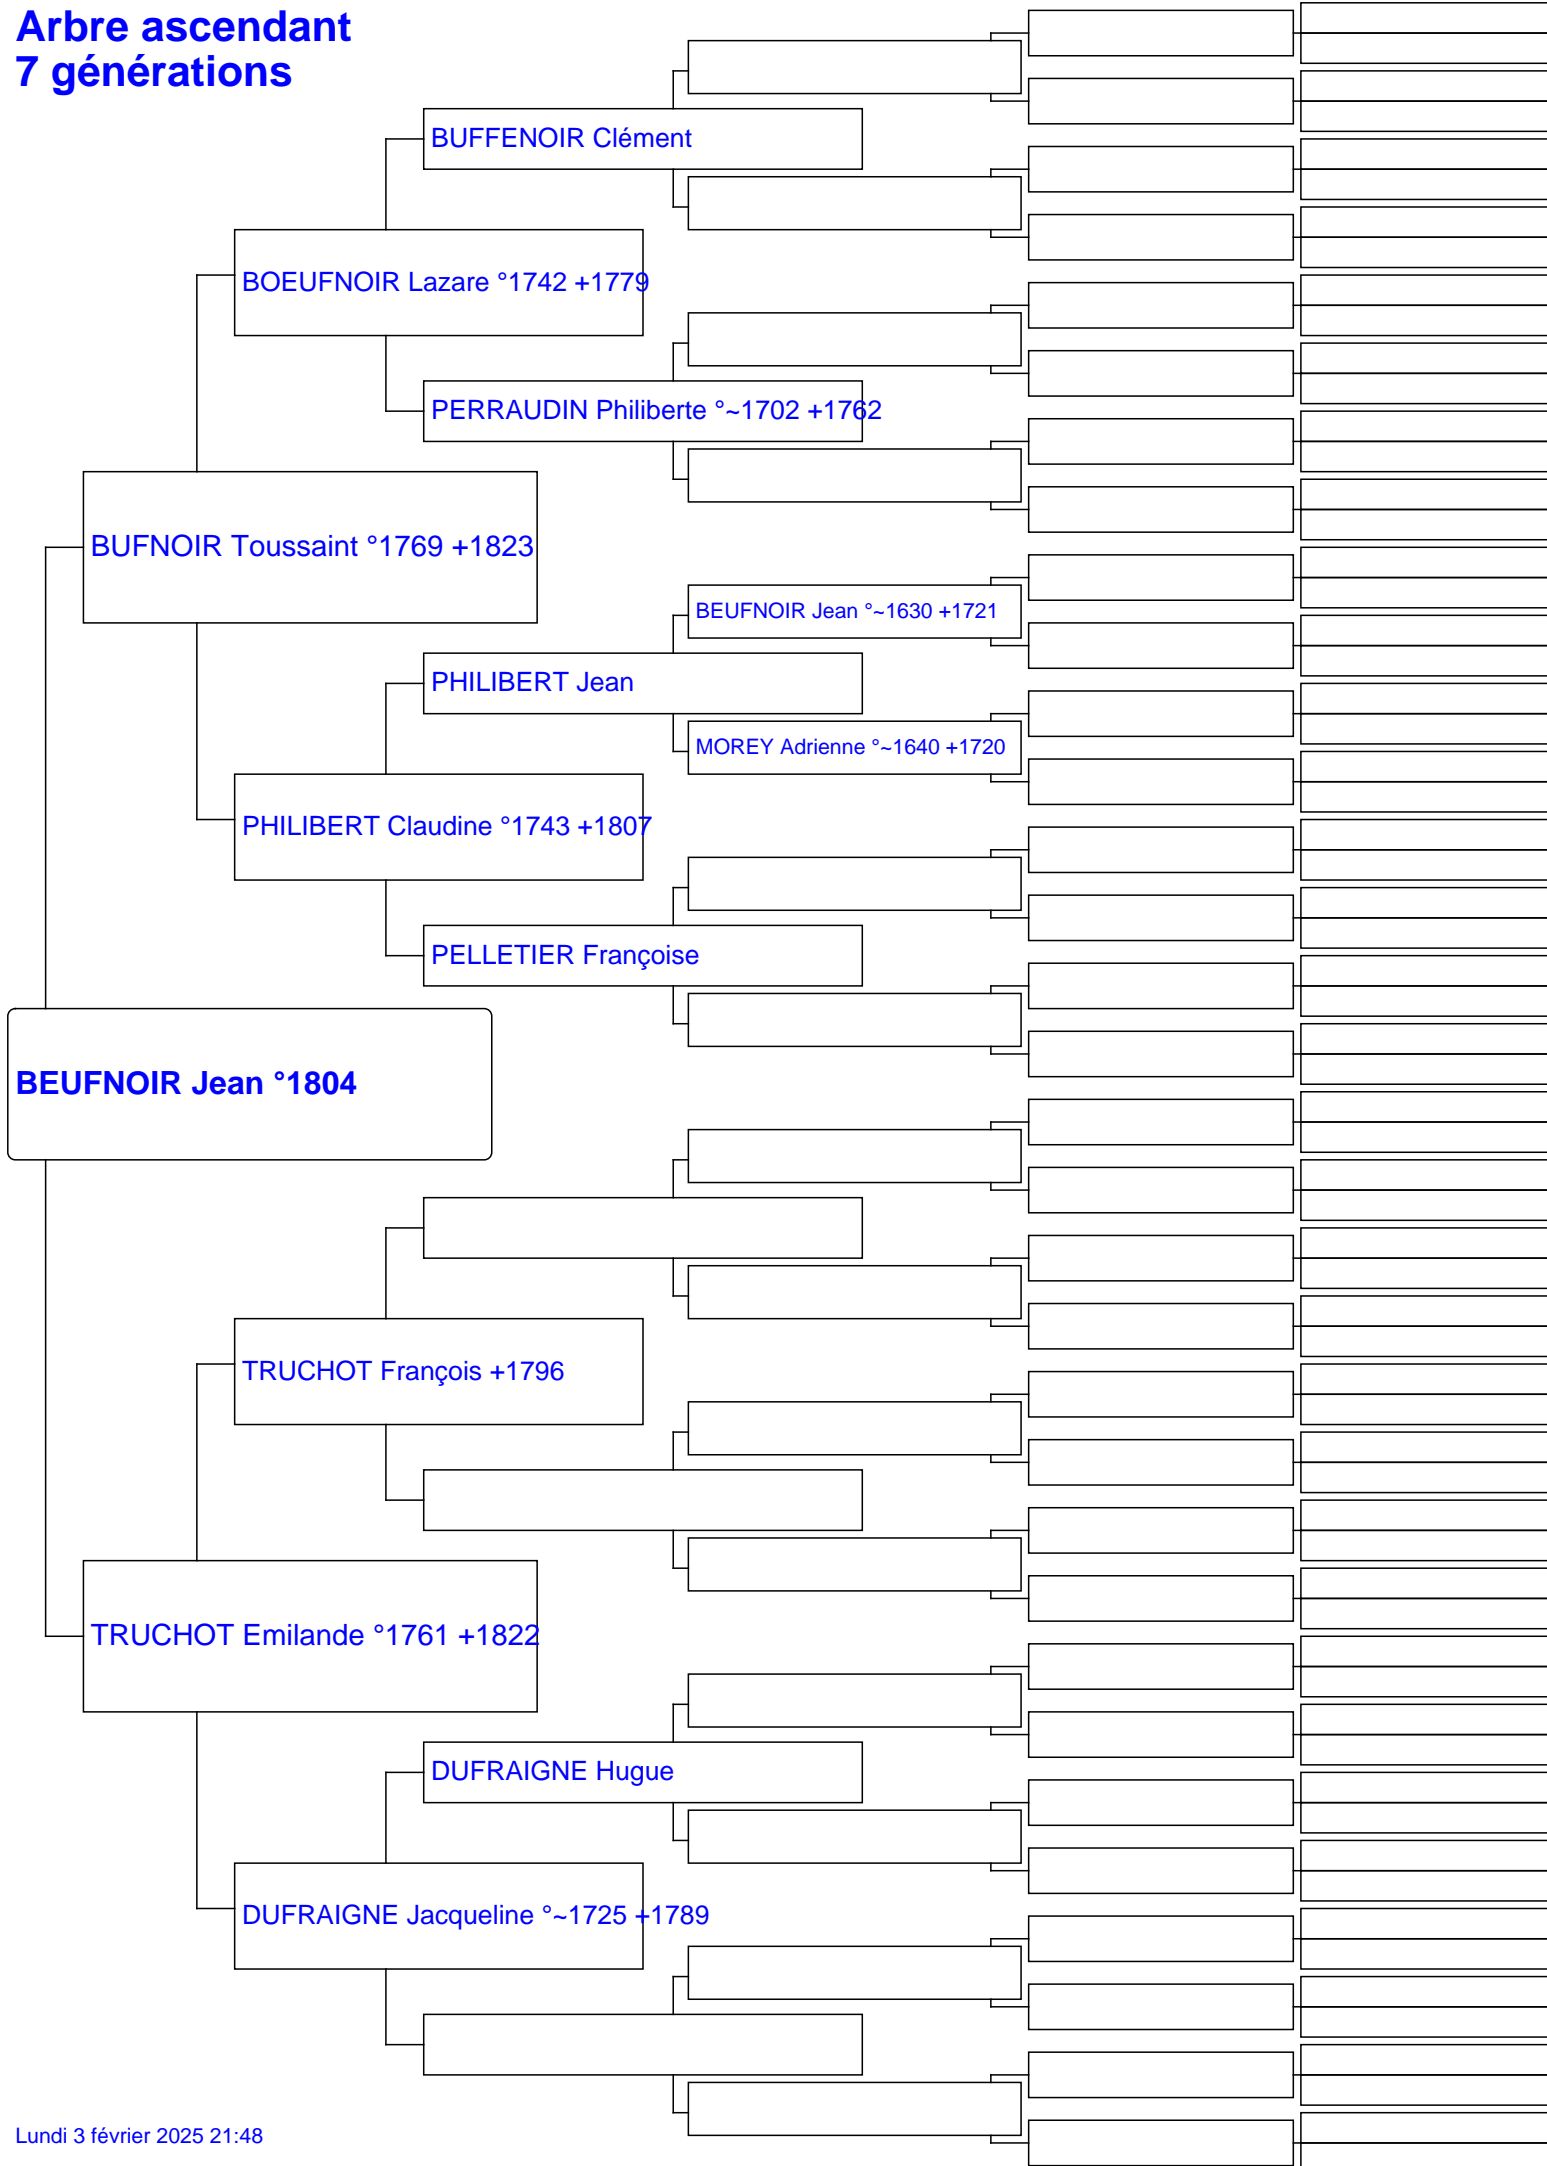 Arbre ascendant
7 générations
BUFFENOIR Clément
BOEUFNOIR Lazare °1742 +1779
PERRAUDIN Philiberte °~1702 +1762
BUFNOIR Toussaint °1769 +1823
BEUFNOIR Jean °~1630 +1721
PHILIBERT Jean
MOREY Adrienne °~1640 +1720
PHILIBERT Claudine °1743 +1807
PELLETIER Françoise
BEUFNOIR Jean °1804
TRUCHOT François +1796
TRUCHOT Emilande °1761 +1822
DUFRAIGNE Hugue
DUFRAIGNE Jacqueline °~1725 +1789
Lundi 3 février 2025 21:48